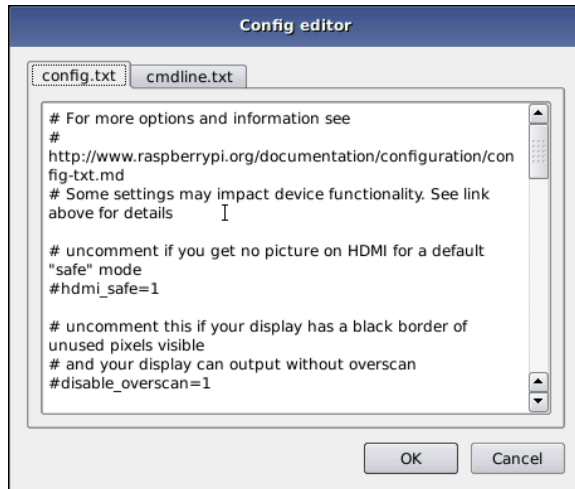 Config editor
config.txt
cmdline.txt
# For more options and information see
#
http://www.raspberrypi.org/documentation/configuration/con
fig-txt.md
# Some settings may impact device functionality. See link
above for details
# uncomment if you get no picture on HDMI for a default
"safe" mode
#hdmi_safe=1
# uncomment this if your display has a black border of
unused pixels visible
# and your display can output without overscan
#disable_overscan=1
OK
Cancel